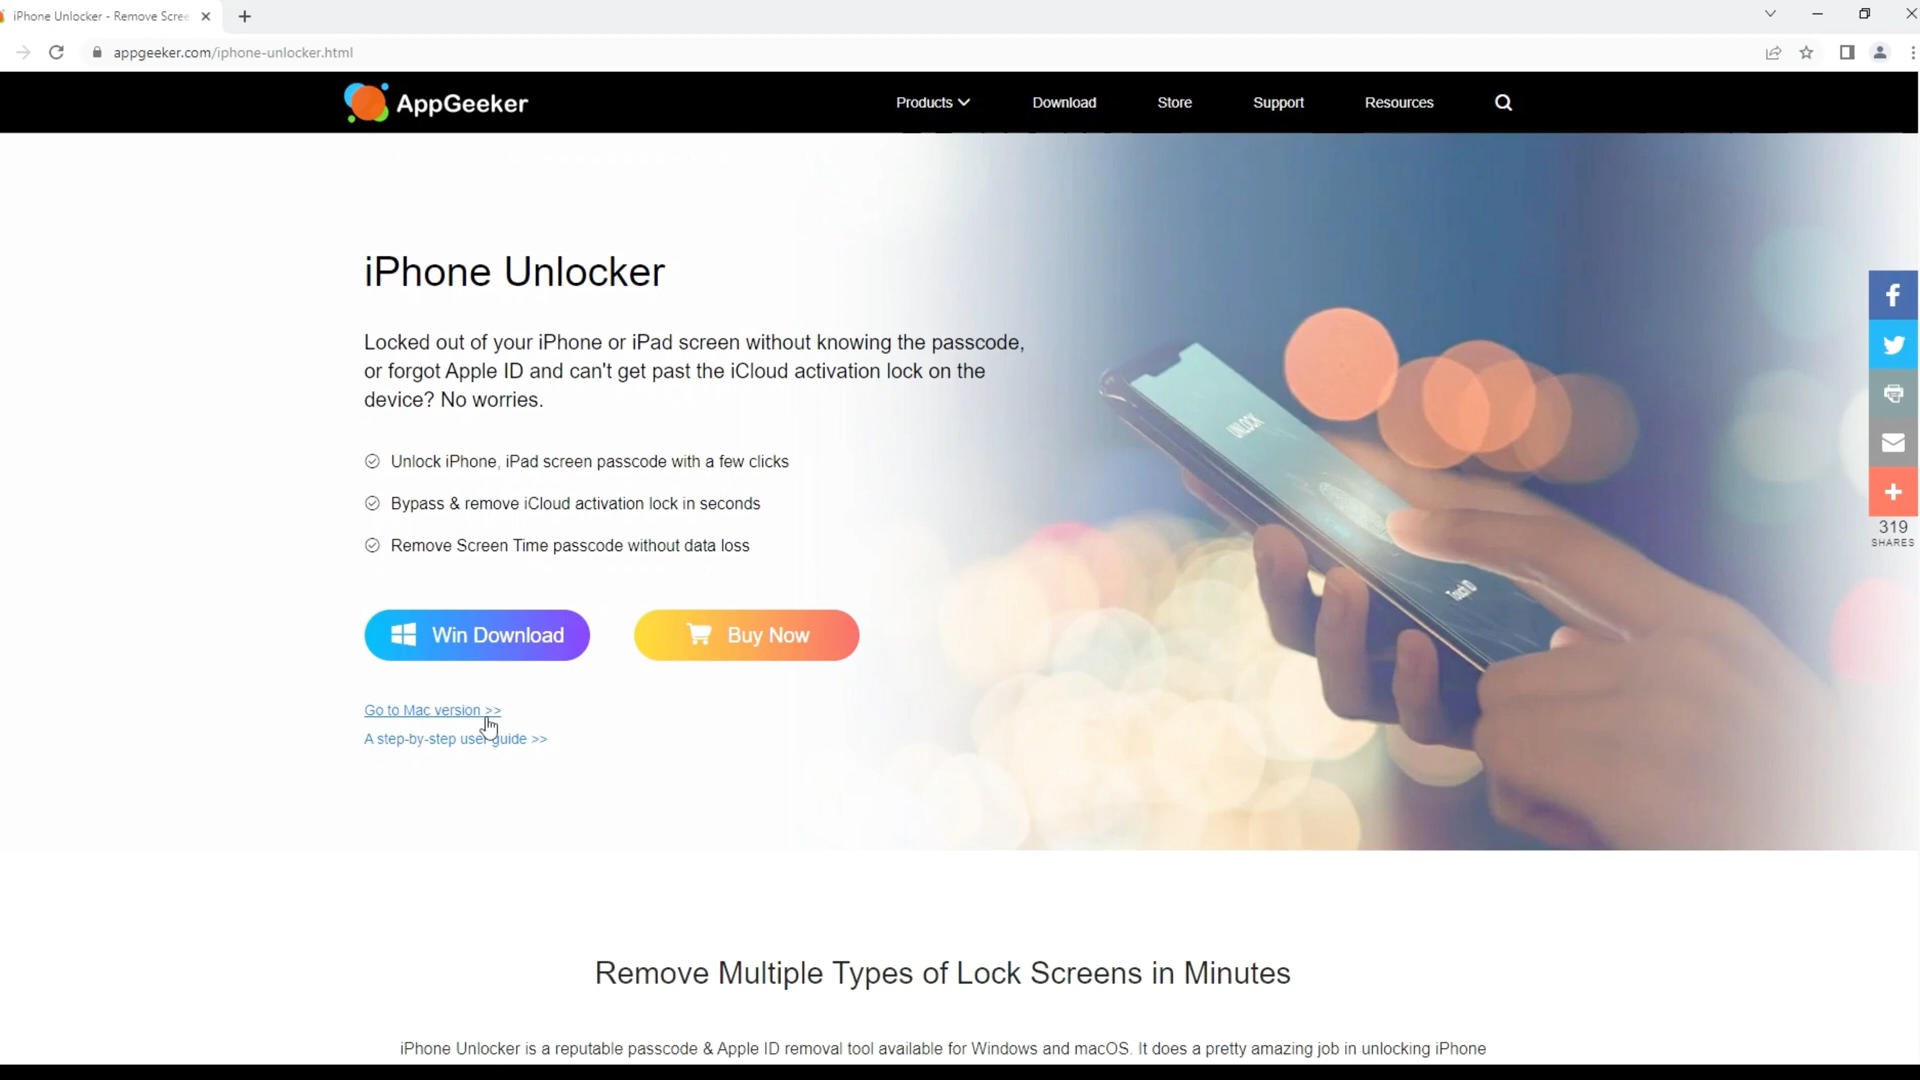 iPhone Unlocker - Remove Scree
appgeeker.com/iphone-unlocker.html
AppGeeker
Products
Download
Store
Support
Resources
iPhone Unlocker
Locked out of your iPhone or iPad screen without knowing the passcode,
or forgot Apple ID and can't get past the iCloud activation lock on the
device? No worries.
Unlock iPhone, iPad screen passcode with a few clicks
Bypass & remove iCloud activation lock in seconds
Remove Screen Time passcode without data loss
Win Download
Buy Now
Go to Mac version >>
A step-by-step user guide >>
UNLOCK
Touch ID
319
SHARES
Remove Multiple Types of Lock Screens in Minutes
iPhone Unlocker is a reputable passcode & Apple ID removal tool available for Windows and macOS. It does a pretty amazing job in unlocking iPhone